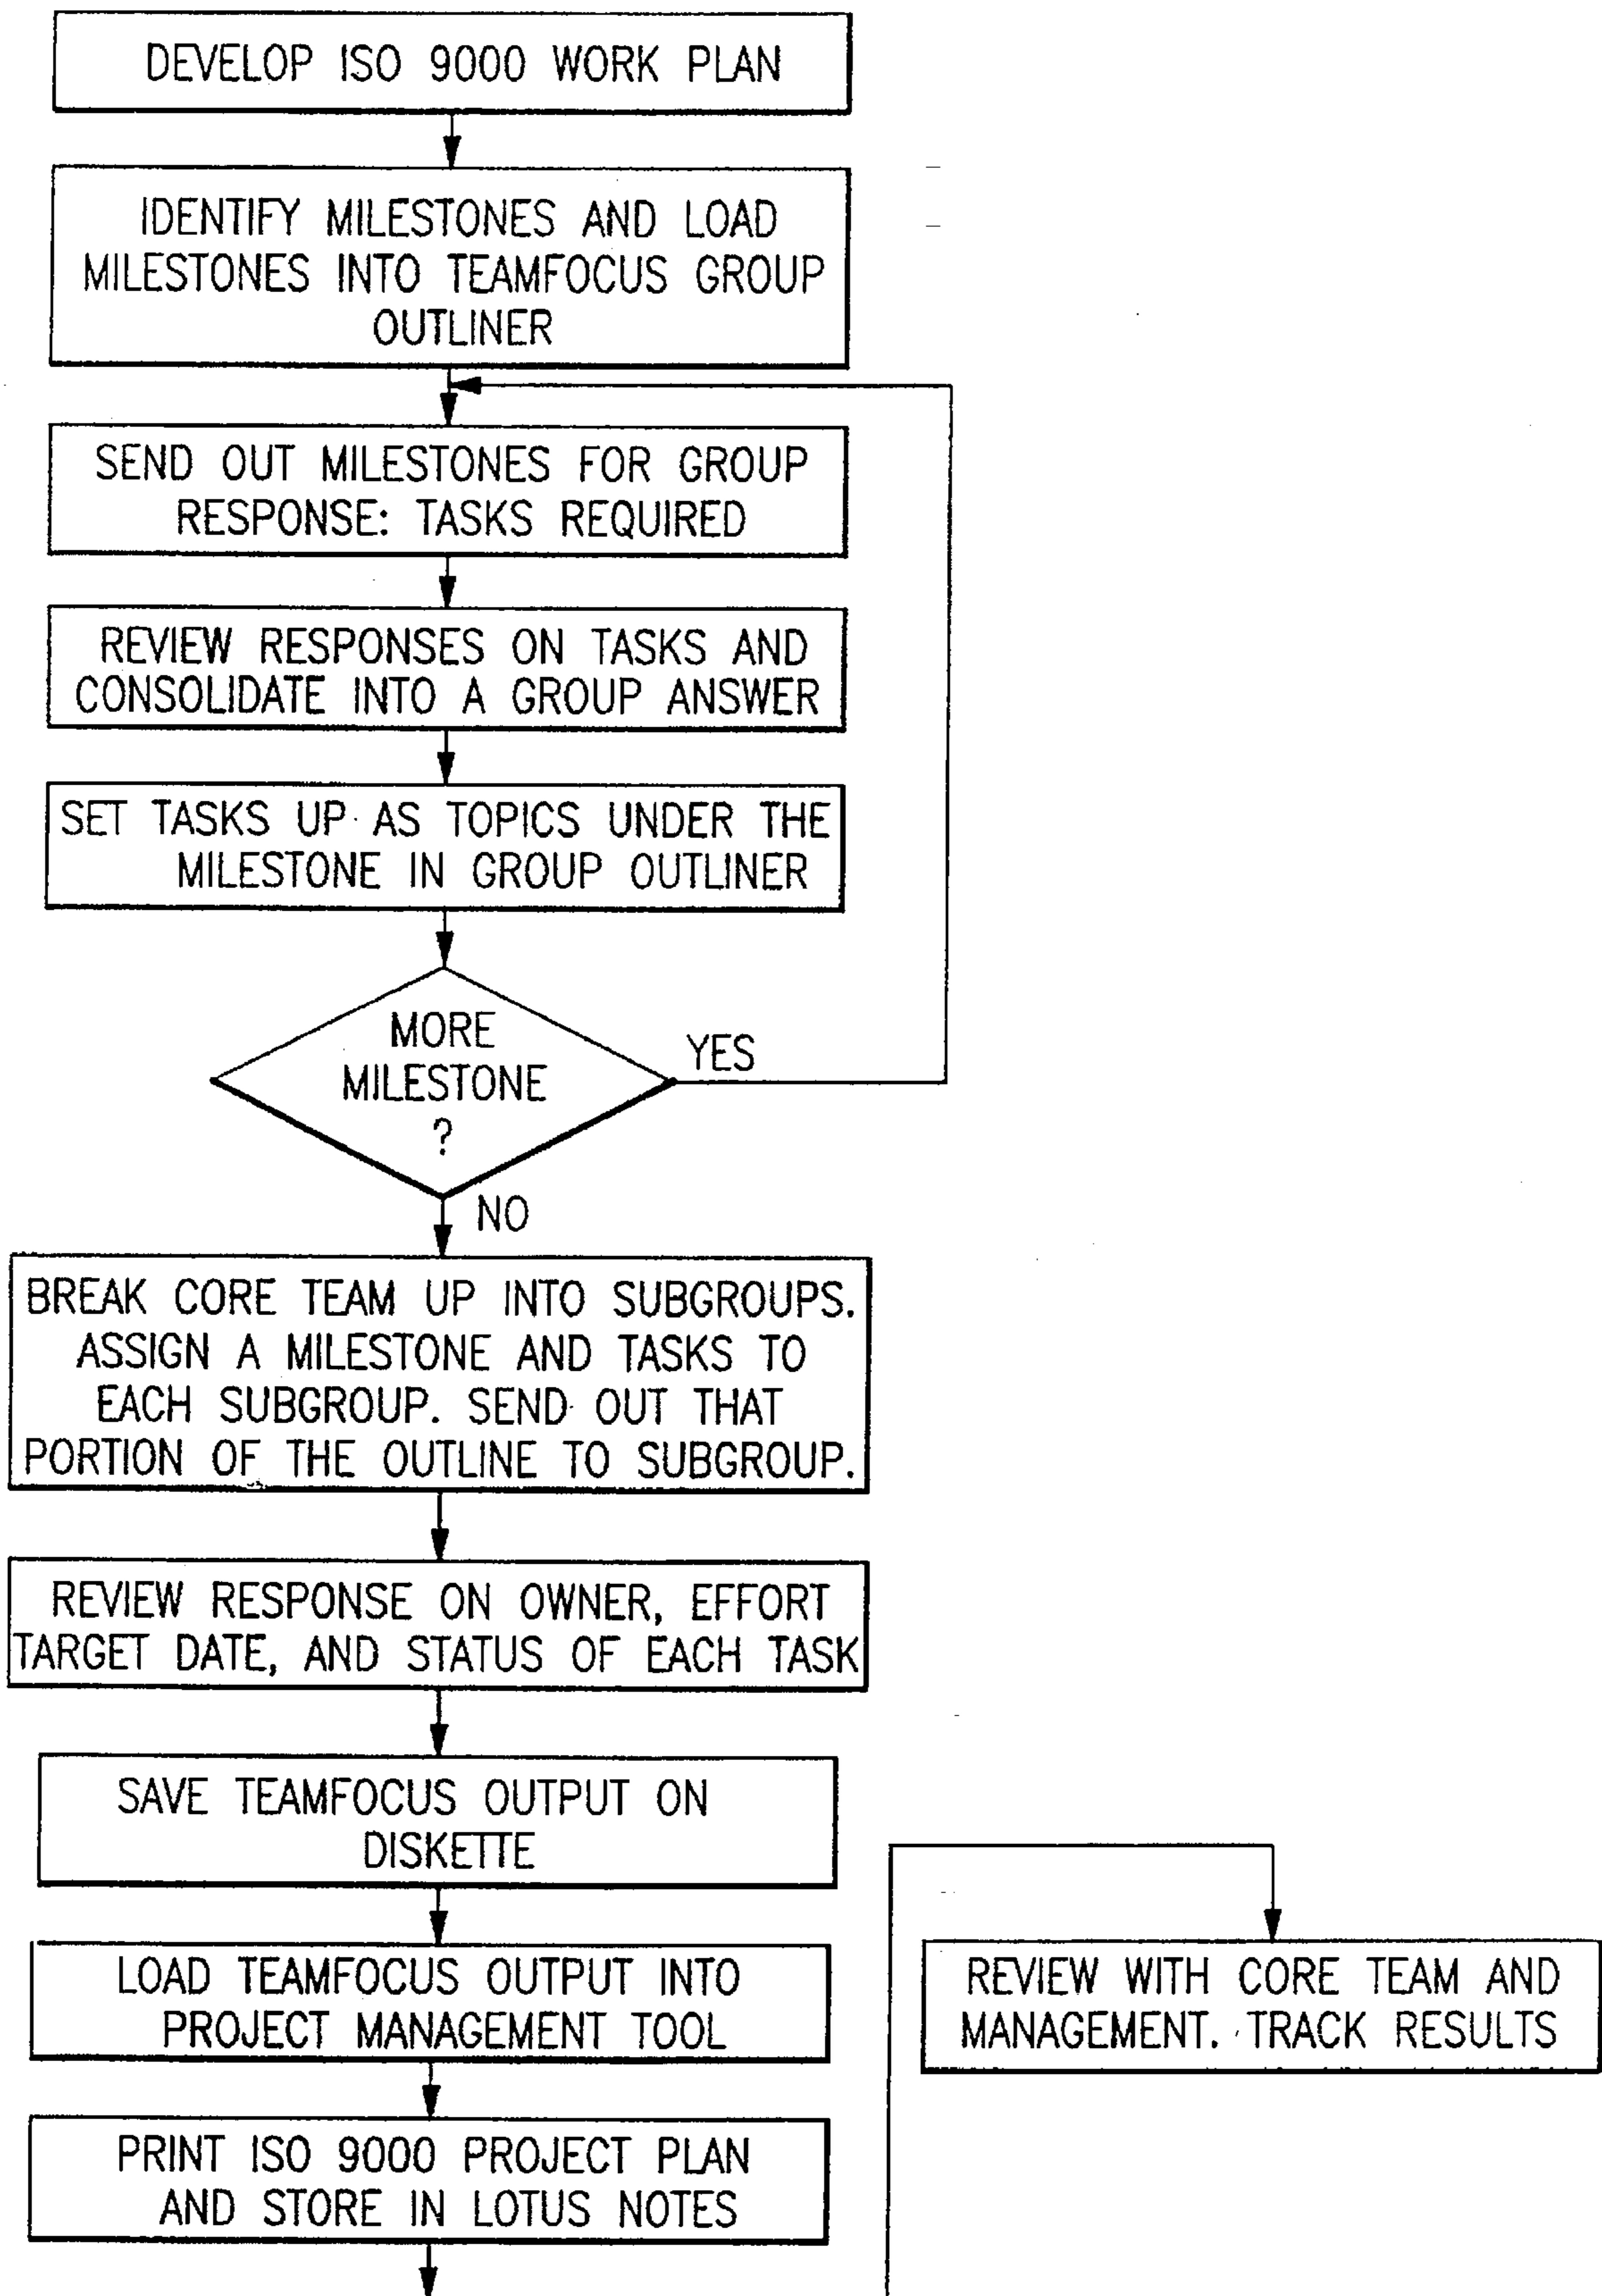 DEVELOP ISO 9000 WORK PLAN
IDENTIFY MILESTONES AND LOAD
MILESTONES INTO TEAMFOCUS GROUP
OUTLINER
SEND OUT MILESTONES FOR GROUP
RESPONSE: TASKS REQUIRED
REVIEW RESPONSES ON TASKS AND
CONSOLIDATE INTO A GROUP ANSWER
SET TASKS UP AS TOPICS UNDER THE
MILESTONE IN GROUP OUTLINER
MORE
MILESTONE
?
YES
NO
BREAK CORE TEAM UP INTO SUBGROUPS.
ASSIGN A MILESTONE AND TASKS TO
EACH SUBGROUP. SEND OUT THAT
PORTION OF THE OUTLINE TO SUBGROUP.
REVIEW RESPONSE ON OWNER, EFFORT
TARGET DATE, AND STATUS OF EACH TASK
SAVE TEAMFOCUS OUTPUT ON
DISKETTE
LOAD TEAMFOCUS OUTPUT INTO
PROJECT MANAGEMENT TOOL
PRINT ISO 9000 PROJECT PLAN
AND STORE IN LOTUS NOTES
REVIEW WITH CORE TEAM AND
MANAGEMENT. TRACK RESULTS